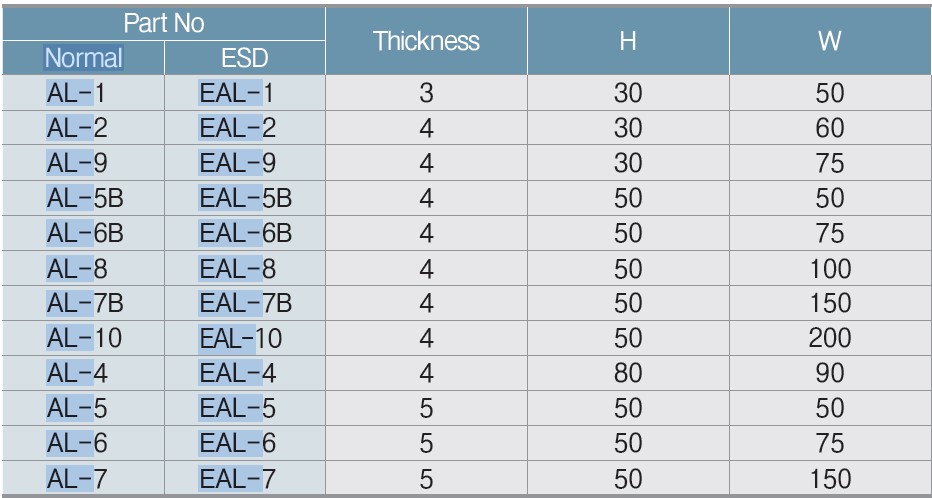 Part No Thickness H W
Normal ESD
AL-1 EAL-1 3 30 50
AL-2 EAL-2 4 30 60
AL-9 EAL-9 4 30 75
AL-5B EAL-5B 4 50 50
AL-6B EAL-6B 4 50 75
AL-8 EAL-8 4 50 100
AL-7B EAL-7B 4 50 150
AL-10 EAL-10 4 50 200
AL-4 EAL-4 4 80 90
AL-5 EAL-5 5 50 50
AL-6 EAL-6 5 50 75
AL-7 EAL-7 5 50 150